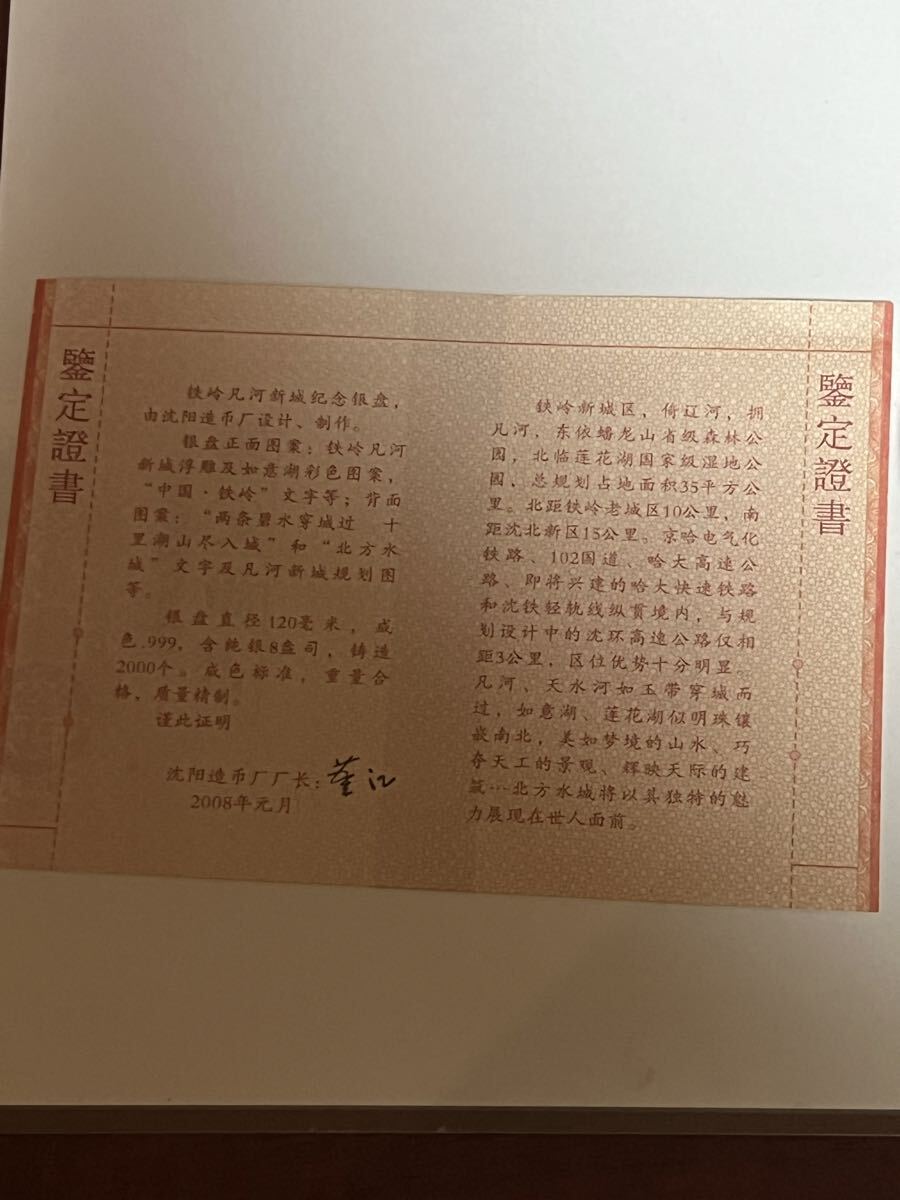 鑒定證書
铁岭凡河新城纪念银盘，
由沈阳造币厂设计、制作。
银盘正面图案：铁岭凡河
新城浮雕及如意湖彩色图案，
“中国·铁岭”文字等；背面
图案：“两条碧水穿城过 十
里湖山尽入城”和“北方水
城”文字及凡河新城规划图
等。
银盘直径120毫米，成
色.999，含纯银8盎司，铸造
2000个。成色标准，重量合
格，质量精制。
谨此证明
沈阳造币厂厂长：
2008年元月
铁岭新城区，倚辽河，拥
凡河，东依蟠龙山省级森林公
园，北临莲花湖国家级湿地公
园，总规划占地面积35平方公
里。北距铁岭老城区10公里，南
距沈北新区15公里。京哈电气化
铁路、102国道、哈大高速公
路、即将兴建的哈大快速铁路
和沈铁轻轨线纵贯境内，与规
划设计中的沈环高速公路仅相
距3公里，区位优势十分明显。
凡河、天水河如玉带穿城而
过，如意湖、莲花湖似明珠镶
嵌南北，美如梦境的山水、巧
夺天工的景观、辉映天际的建
筑…北方水城将以其独特的魅
力展现在世人面前。
鑒定證書